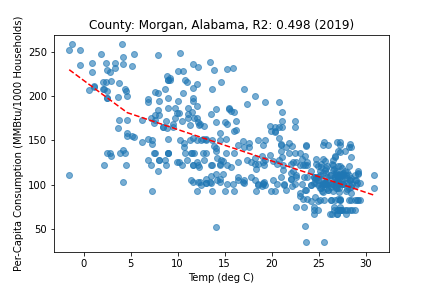 County: Morgan, Alabama, R2: 0.498 (2019)
Per-Capita Consumption (MMBtu/1000 Households)
250
200
150
100
50
0 5 10 15 20 25 30
Temp (deg C)